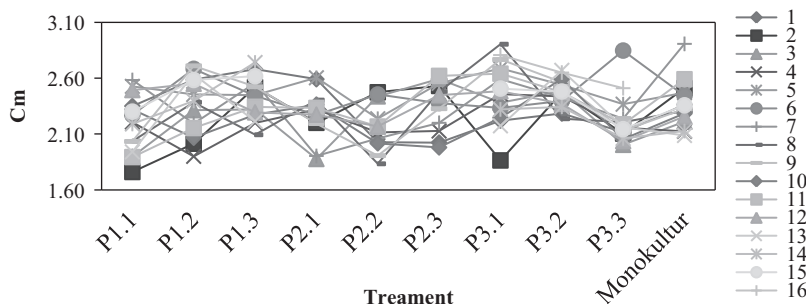 3.10
2.60
2.10
1.60
Cm
P1.1
P1.2
P1.3
P2.1
P2.2
P2.3
P3.1
P3.2
P3.3
Monokultur
Treament
1
2
3
4
5
6
7
8
9
10
11
12
13
14
15
16